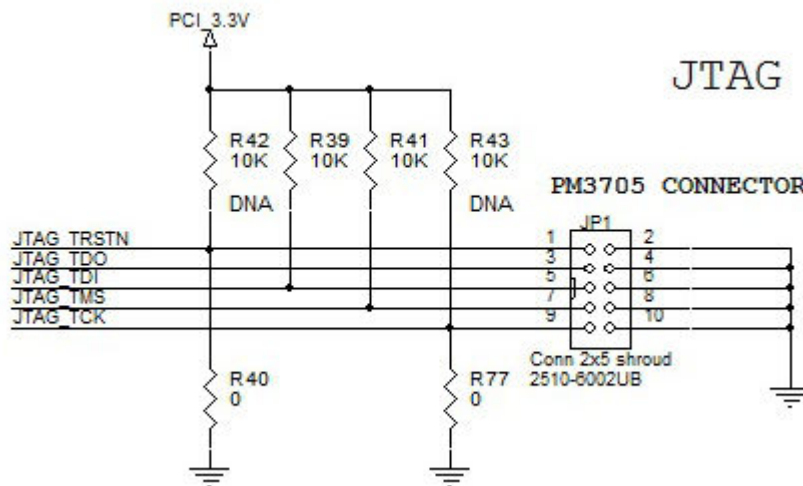 PCI_3.3V
JTAG
R42 R39 R41 R43
10K 10K 10K 10K
DNA DNA
PM3705 CONNECTOR
JP1
JTAG_TRSTN 1 2
JTAG_TDO 3 4
JTAG_TDI 5 6
JTAG_TMS 7 8
JTAG_TCK 9 10
Conn 2x5 shroud
2510-6002UB
R40 R77
0 0